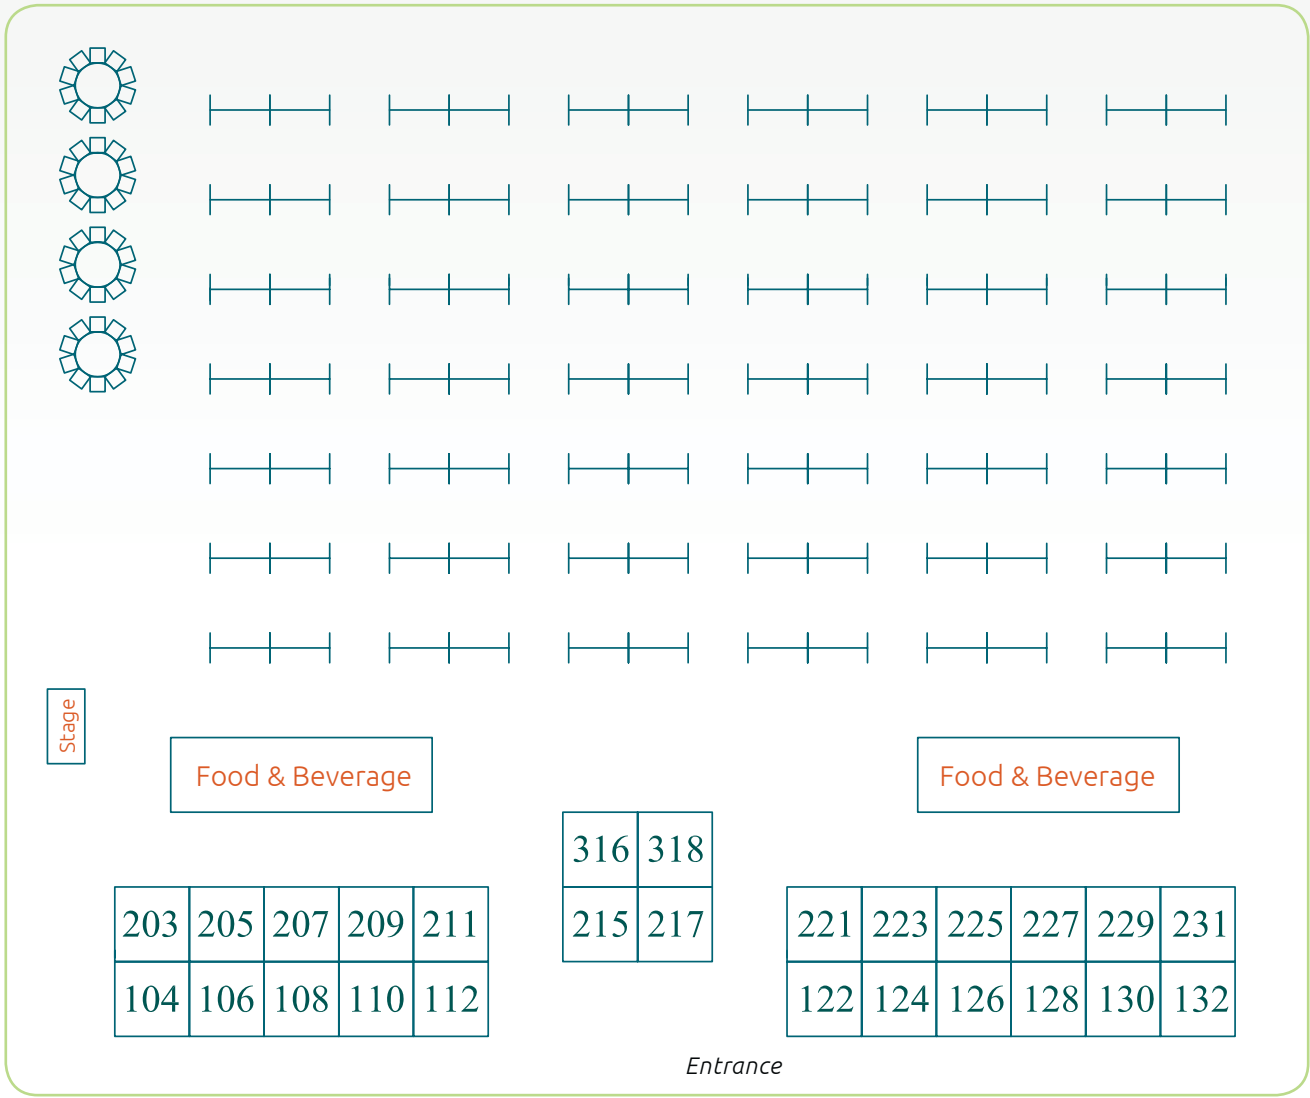 Stage
Food & Beverage
Food & Beverage
316 318
215 217
203 205 207 209 211
104 106 108 110 112
221 223 225 227 229 231
122 124 126 128 130 132
Entrance